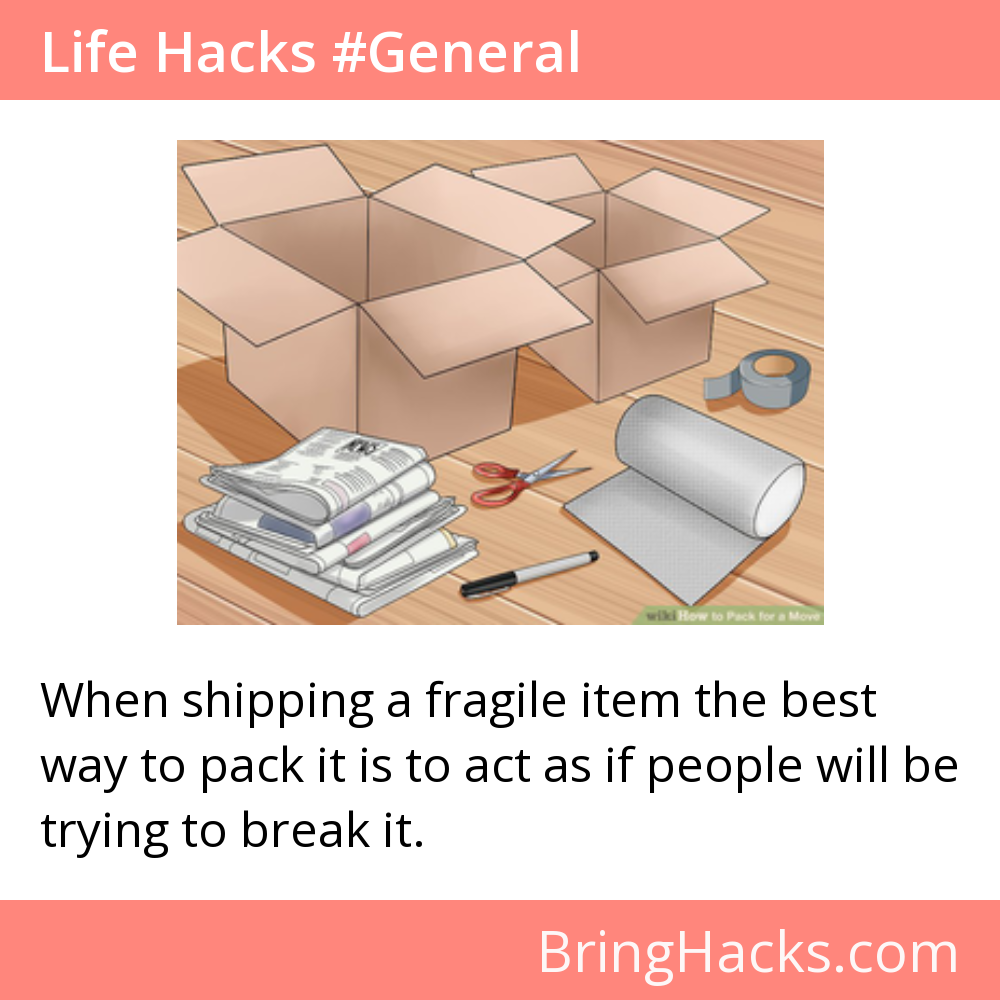 Life Hacks #General
NEWS
wikiHow to Pack for a Move
When shipping a fragile item the best
way to pack it is to act as if people will be
trying to break it.
BringHacks.com